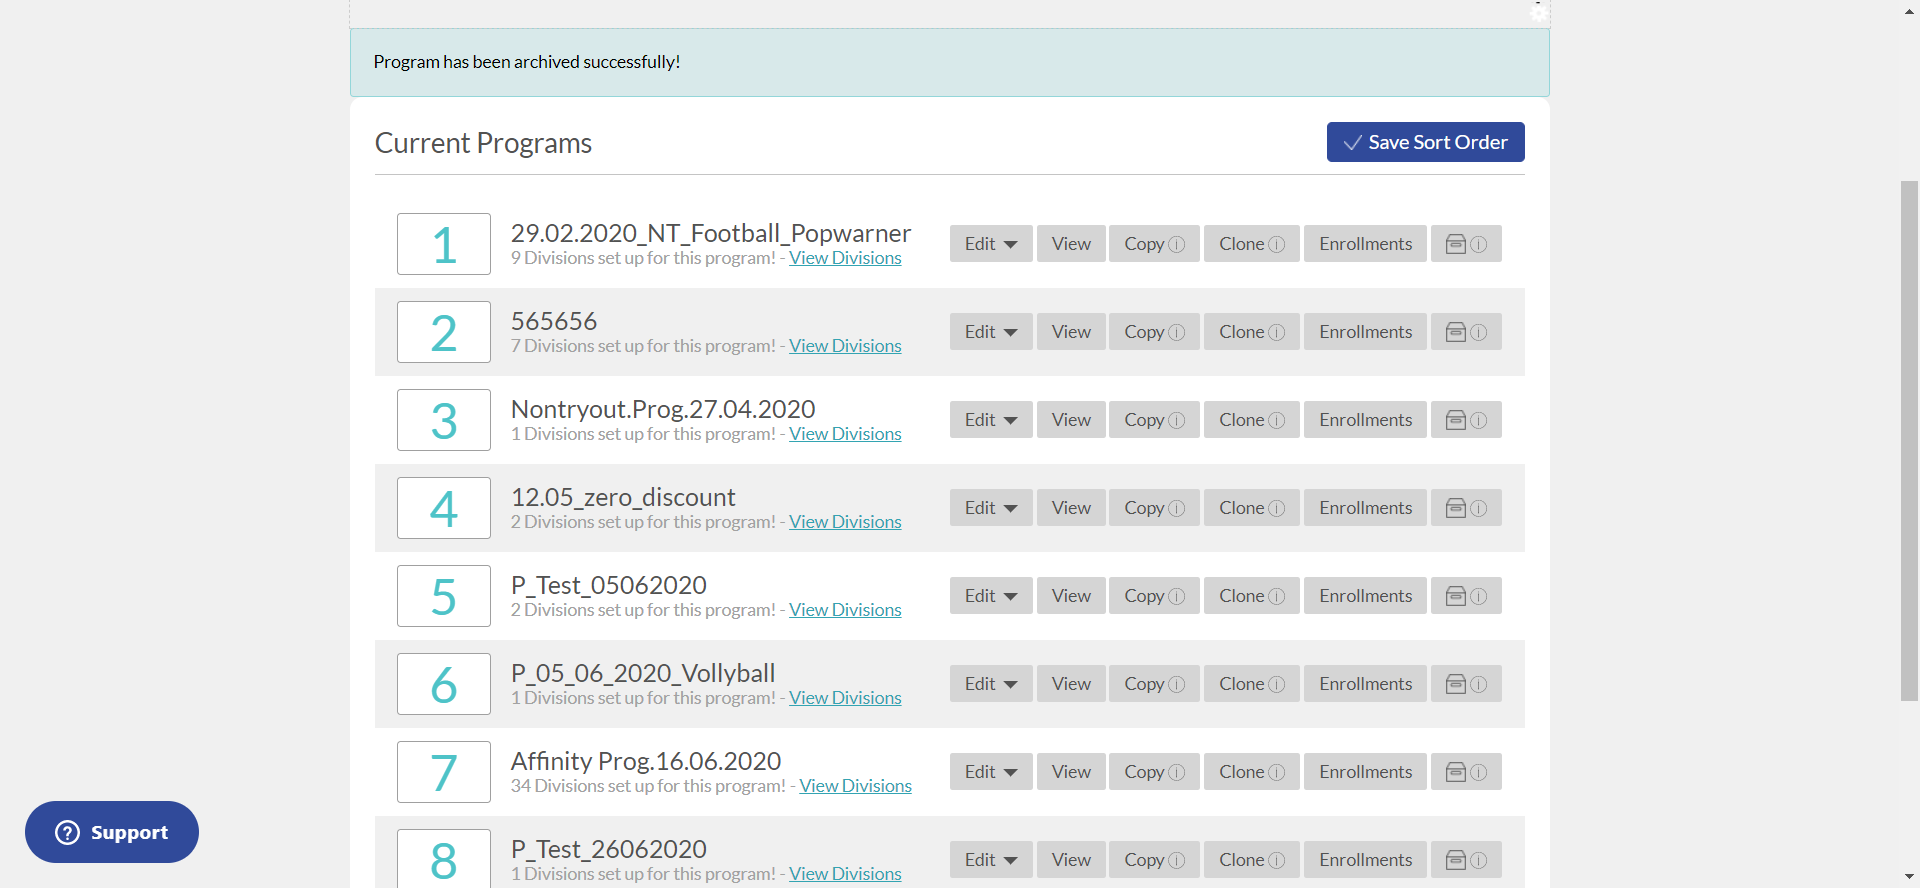 Program has been archived successfully!
Current Programs
Save Sort Order
1 29.02.2020_NT_Football_Popwarner Edit View Copy Clone Enrollments
9 Divisions set up for this program! - View Divisions
2 565656 Edit View Copy Clone Enrollments
7 Divisions set up for this program! - View Divisions
3 Nontryout.Prog.27.04.2020 Edit View Copy Clone Enrollments
1 Divisions set up for this program! - View Divisions
4 12.05_zero_discount Edit View Copy Clone Enrollments
2 Divisions set up for this program! - View Divisions
5 P_Test_05062020 Edit View Copy Clone Enrollments
2 Divisions set up for this program! - View Divisions
6 P_05_06_2020_Vollyball Edit View Copy Clone Enrollments
1 Divisions set up for this program! - View Divisions
7 Affinity Prog.16.06.2020 Edit View Copy Clone Enrollments
34 Divisions set up for this program! - View Divisions
8 P_Test_26062020 Edit View Copy Clone Enrollments
1 Divisions set up for this program! - View Divisions
Support